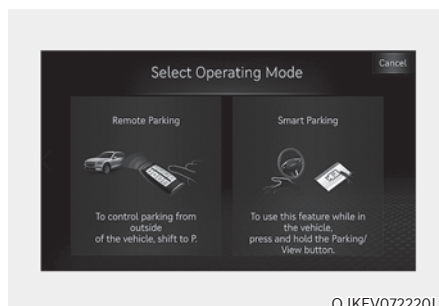 Select Operating Mode
Cancel
Remote Parking
To control parking from
outside
of the vehicle, shift to P.
Smart Parking
To use this feature while in
the vehicle,
press and hold the Parking/
View button.